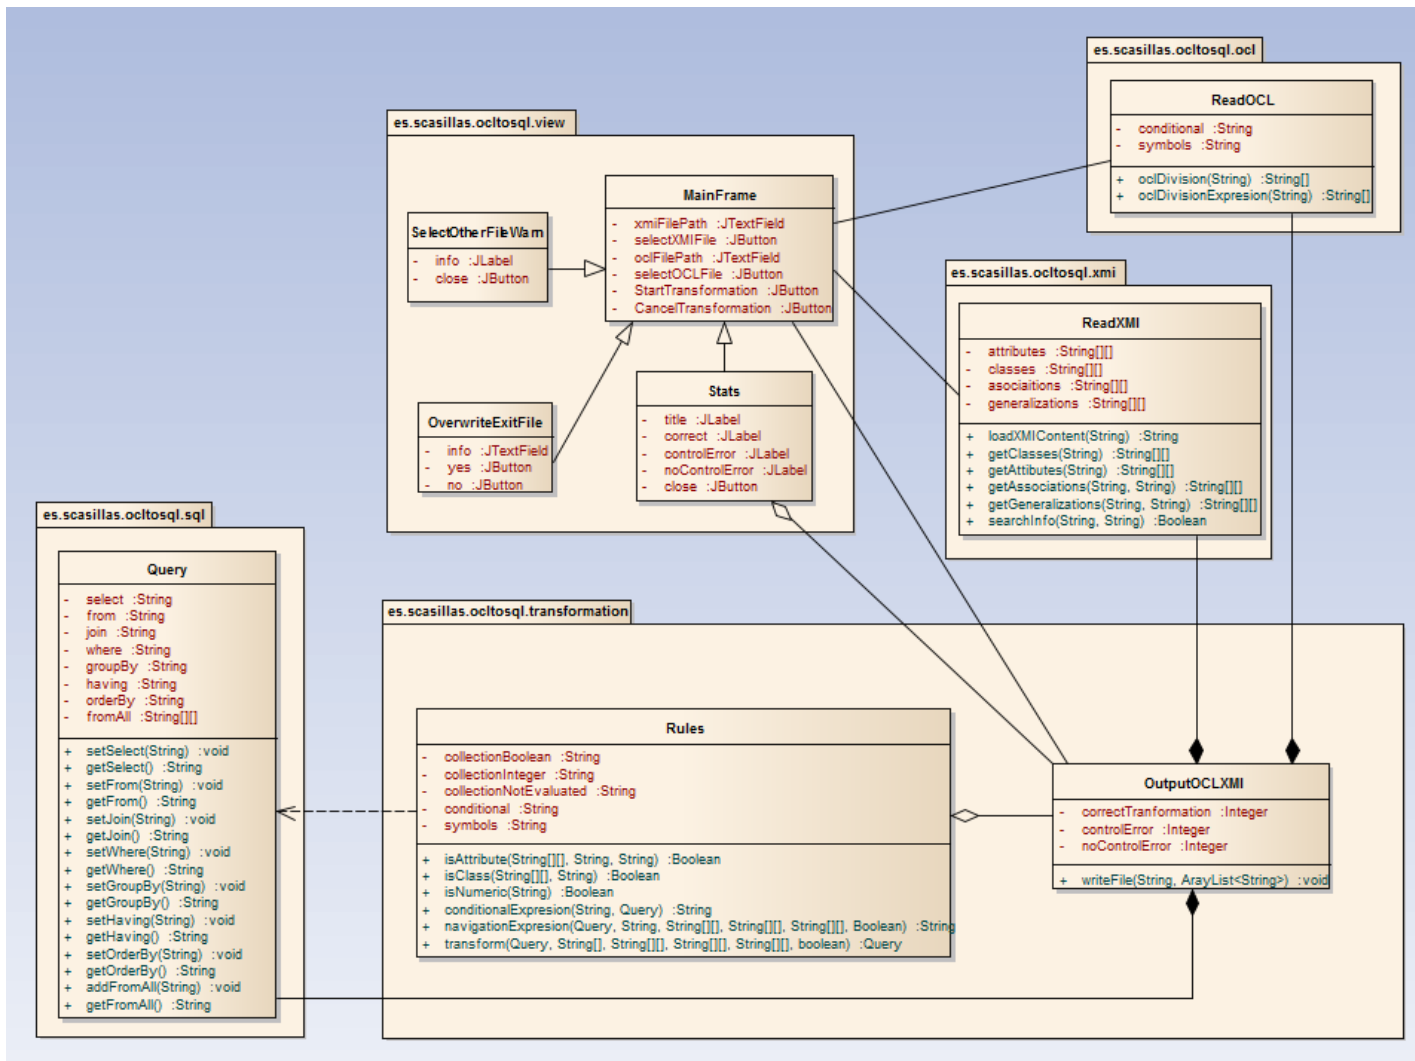 es.scasillas.ocltosql.ocl
ReadOCL
- conditional :String
- symbols :String
+ oclDivision(String) :String[]
+ oclDivisionExpresion(String) :String[]
es.scasillas.ocltosql.view
MainFrame
- xmiFilePath :JTextField
- selectXMIFile :JButton
- oclFilePath :JTextField
- selectOCLFile :JButton
- StartTransformation :JButton
- CancelTransformation :JButton
SelectOtherFileWarn
- info :JLabel
- close :JButton
OverwriteExitFile
- info :JTextField
- yes :JButton
- no :JButton
Stats
- title :JLabel
- correct :JLabel
- controlError :JLabel
- noControlError :JLabel
- close :JButton
es.scasillas.ocltosql.xmi
ReadXMI
- attributes :String[][]
- classes :String[][]
- asociaitions :String[][]
- generalizations :String[][]
+ loadXMIContent(String) :String
+ getClasses(String) :String[][]
+ getAttibutes(String) :String[][]
+ getAssociations(String, String) :String[][]
+ getGeneralizations(String, String) :String[][]
+ searchInfo(String, String) :Boolean
es.scasillas.ocltosql.sql
Query
- select :String
- from :String
- join :String
- where :String
- groupBy :String
- having :String
- orderBy :String
- fromAll :String[][]
+ setSelect(String) :void
+ getSelect() :String
+ setFrom(String) :void
+ getFrom() :String
+ setJoin(String) :void
+ getJoin() :String
+ setWhere(String) :void
+ getWhere() :String
+ setGroupBy(String) :void
+ getGroupBy() :String
+ setHaving(String) :void
+ getHaving() :String
+ setOrderBy(String) :void
+ getOrderBy() :String
+ addFromAll(String) :void
+ getFromAll() :String
es.scasillas.ocltosql.transformation
Rules
- collectionBoolean :String
- collectionInteger :String
- collectionNotEvaluated :String
- conditional :String
- symbols :String
+ isAttribute(String[][], String, String) :Boolean
+ isClass(String[][], String) :Boolean
+ isNumeric(String) :Boolean
+ conditionalExpresion(String, Query) :String
+ navigationExpresion(Query, String, String[][], String[][], String[][], Boolean) :String
+ transform(Query, String[], String[][], String[][], String[][], boolean) :Query
OutputOCLXMI
- correctTranformation :Integer
- controlError :Integer
- noControlError :Integer
+ writeFile(String, ArayList<String>) :void